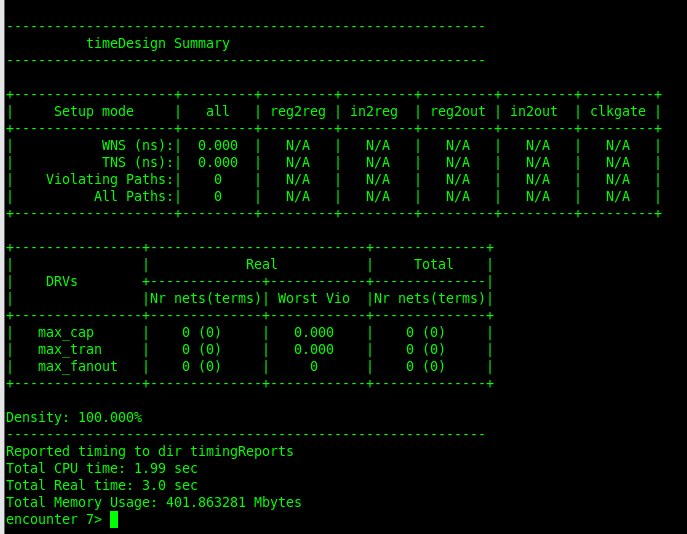 ------------------------------------------------------------
          timeDesign Summary
------------------------------------------------------------
+--------------------+---------+---------+---------+---------+---------+---------+
|     Setup mode     |   all   | reg2reg | in2reg  | reg2out | in2out  | clkgate |
+--------------------+---------+---------+---------+---------+---------+---------+
|           WNS (ns):|  0.000  |   N/A   |   N/A   |   N/A   |   N/A   |   N/A   |
|           TNS (ns):|  0.000  |   N/A   |   N/A   |   N/A   |   N/A   |   N/A   |
|    Violating Paths:|    0    |   N/A   |   N/A   |   N/A   |   N/A   |   N/A   |
|          All Paths:|    0    |   N/A   |   N/A   |   N/A   |   N/A   |   N/A   |
+--------------------+---------+---------+---------+---------+---------+---------+
+----------------+--------------------------+--------------+
|                |            Real          |     Total    |
|    DRVs        +--------------+-----------+--------------|
|                |Nr nets(terms)| Worst Vio |Nr nets(terms)|
+----------------+--------------+-----------+--------------+
|   max_cap      |    0 (0)     |   0.000   |    0 (0)     |
|   max_tran     |    0 (0)     |   0.000   |    0 (0)     |
|   max_fanout   |    0 (0)     |     0     |    0 (0)     |
+----------------+--------------+-----------+--------------+
Density: 100.000%
------------------------------------------------------------
Reported timing to dir timingReports
Total CPU time: 1.99 sec
Total Real time: 3.0 sec
Total Memory Usage: 401.863281 Mbytes
encounter 7>